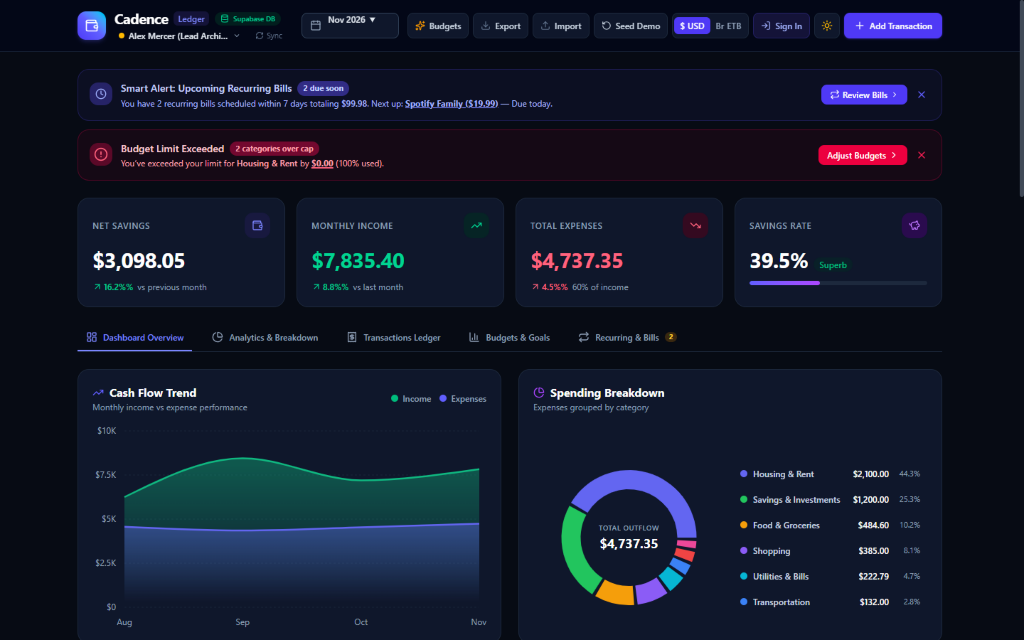 Cadence Ledger Supabase DB
Alex Mercer (Lead Archi... Sync
Nov 2026 ▼
Budgets
Export
Import
Seed Demo
$ USD Br ETB
Sign In
+ Add Transaction
Smart Alert: Upcoming Recurring Bills 2 due soon
You have 2 recurring bills scheduled within 7 days totaling $99.98. Next up: Spotify Family ($19.99) — Due today.
Review Bills
Budget Limit Exceeded 2 categories over cap
You've exceeded your limit for Housing & Rent by $0.00 (100% used).
Adjust Budgets
NET SAVINGS
$3,098.05
16.2%% vs previous month
MONTHLY INCOME
$7,835.40
8.8%% vs last month
TOTAL EXPENSES
$4,737.35
4.5%% 60% of income
SAVINGS RATE
39.5% Superb
Dashboard Overview
Analytics & Breakdown
Transactions Ledger
Budgets & Goals
Recurring & Bills 2
Cash Flow Trend
Monthly income vs expense performance
Income Expenses
$10K
$7.5K
$5K
$2.5K
$0
Aug Sep Oct Nov
Spending Breakdown
Expenses grouped by category
TOTAL OUTFLOW
$4,737.35
Housing & Rent $2,100.00 44.3%
Savings & Investments $1,200.00 25.3%
Food & Groceries $484.60 10.2%
Shopping $385.00 8.1%
Utilities & Bills $222.79 4.7%
Transportation $132.00 2.8%